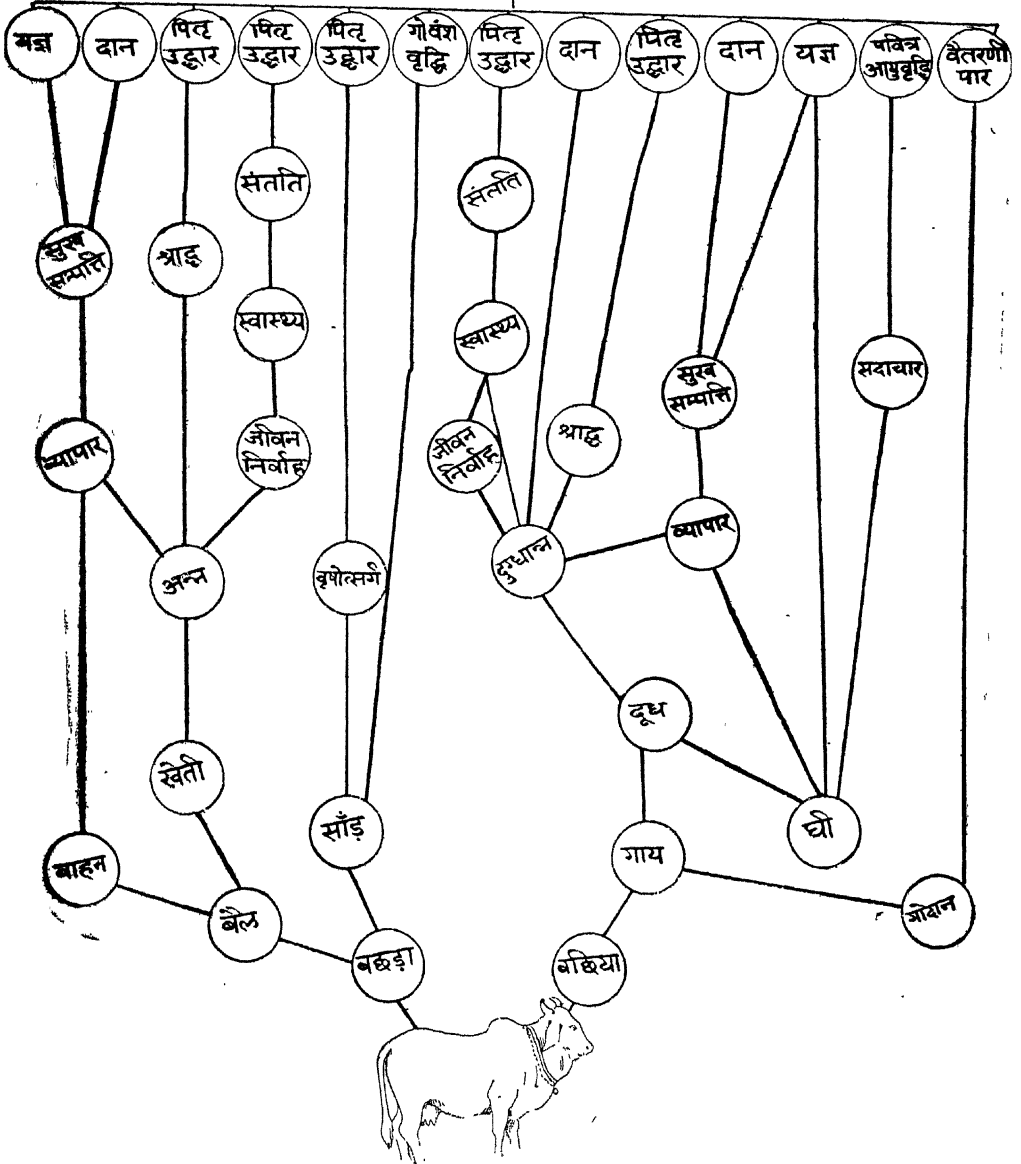 यज्ञ
दान
पितृ
उद्धार
पितृ
उद्धार
पितृ
उद्धार
गोवंश
वृद्धि
पितृ
उद्धार
दान
पितृ
उद्धार
दान
यज्ञ
पवित्र
आयुवृद्धि
वैतरणी
पार
संतति
संतति
सुख
सम्पत्ति
श्राद्ध
स्वास्थ्य
स्वास्थ्य
सुख
सम्पत्ति
सदाचार
व्यापार
जीवन
निर्वाह
जीवन
निर्वाह
श्राद्ध
व्यापार
अन्न
वृषोत्सर्ग
दुग्धान्न
दूध
खेती
साँड़
घी
वाहन
गाय
बैल
गोदान
बछड़ा
बछिया